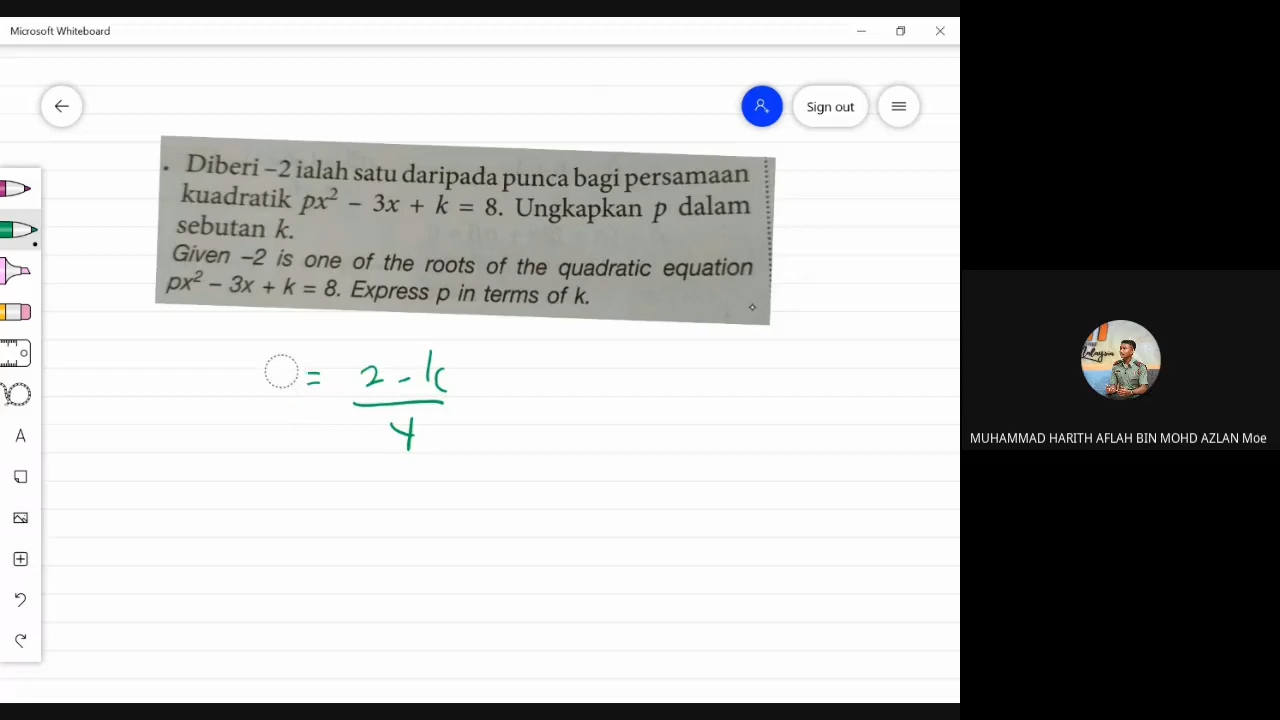 Microsoft Whiteboard
Sign out
. Diberi –2 ialah satu daripada punca bagi persamaan
kuadratik px² – 3x + k = 8. Ungkapkan p dalam
sebutan k.
Given –2 is one of the roots of the quadratic equation
px² – 3x + k = 8. Express p in terms of k.
= 2 - k
4
A
MUHAMMAD HARITH AFLAH BIN MOHD AZLAN Moe